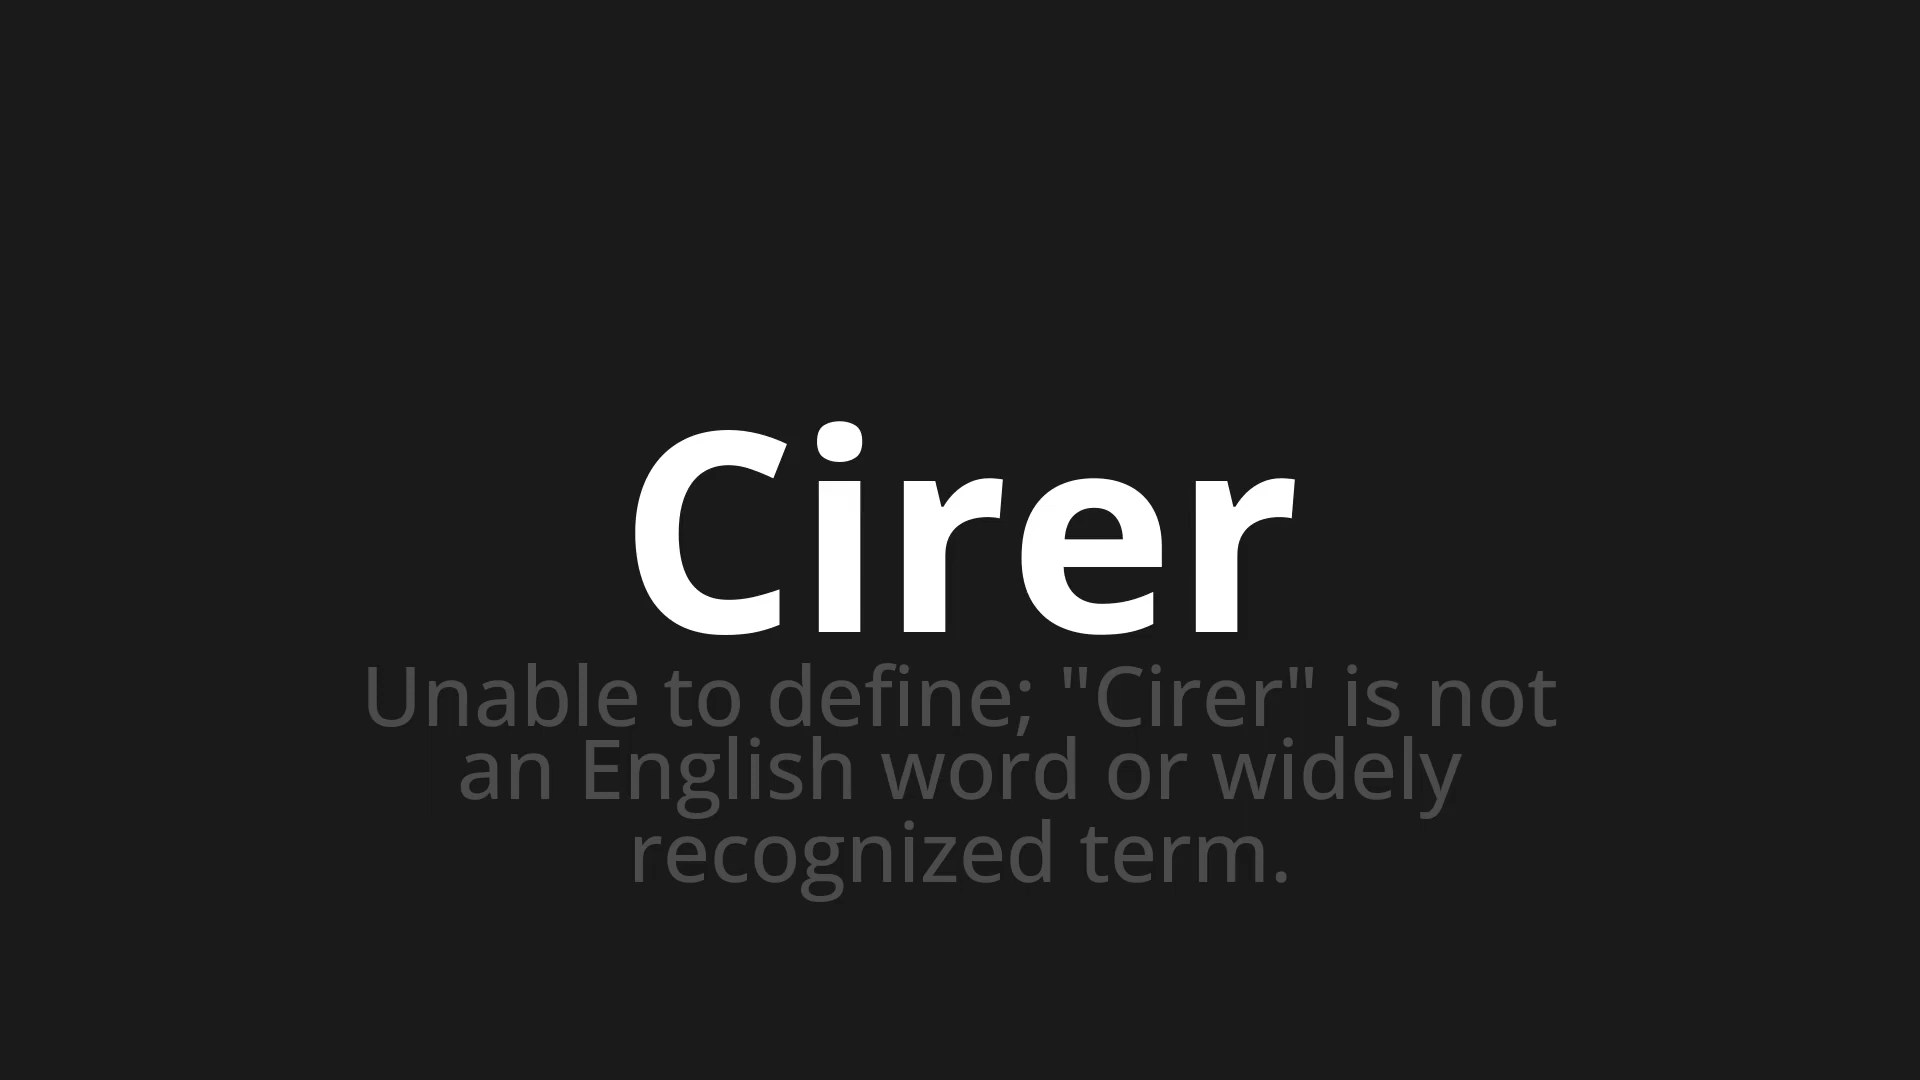 Cirer
Unable to define; "Cirer" is not
an English word or widely
recognized term.